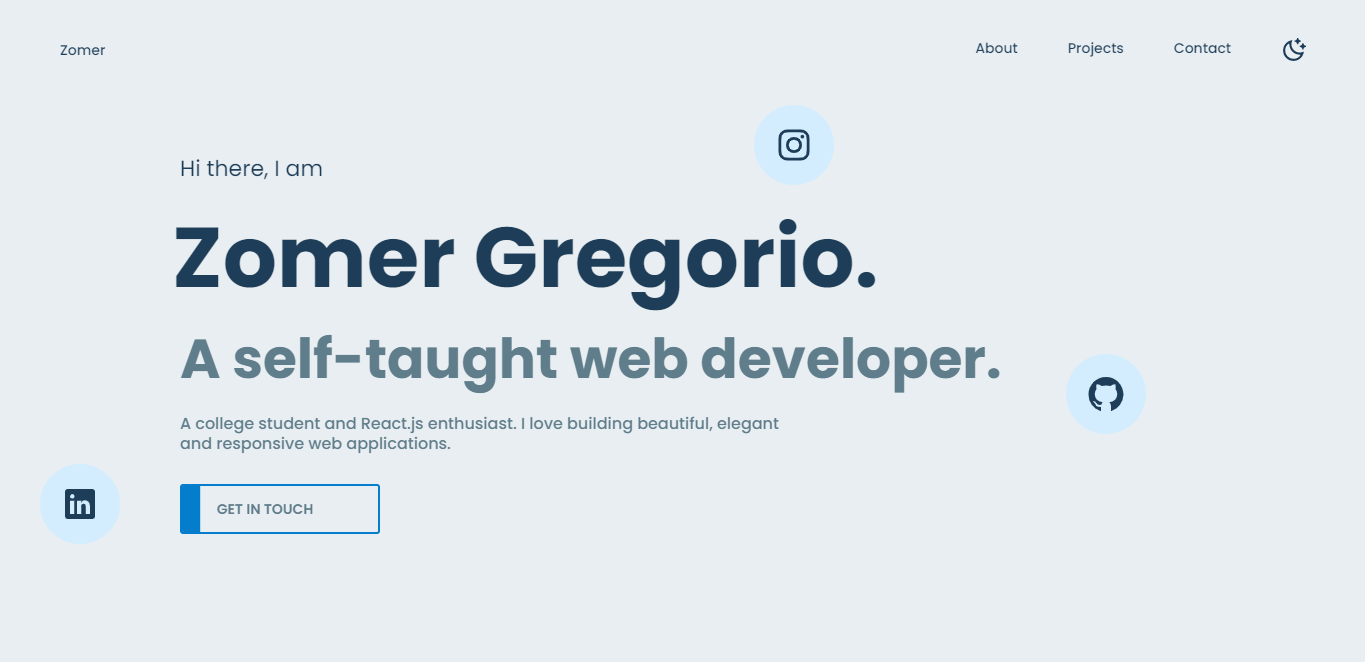 Zomer
About
Projects
Contact
Hi there, I am
Zomer Gregorio.
A self-taught web developer.
A college student and React.js enthusiast. I love building beautiful, elegant
and responsive web applications.
in
GET IN TOUCH